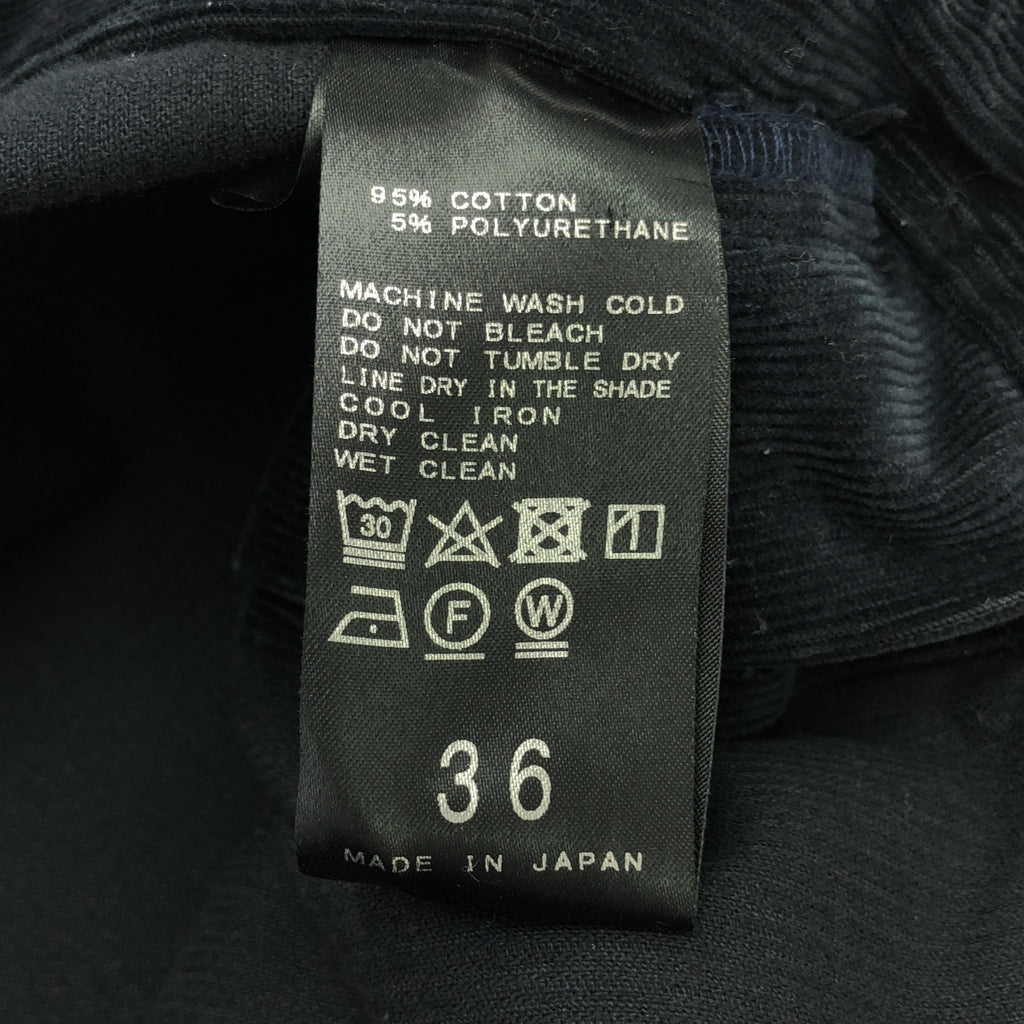 95% COTTON
5% POLYURETHANE
MACHINE WASH COLD
DO NOT BLEACH
DO NOT TUMBLE DRY
LINE DRY IN THE SHADE
COOL IRON
DRY CLEAN
WET CLEAN
30
F W
36
MADE IN JAPAN